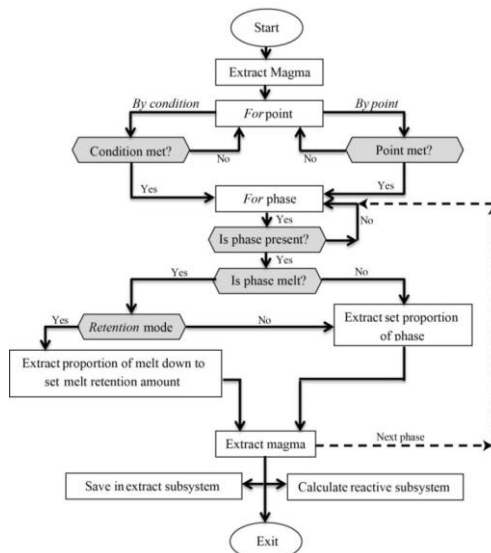 Start
Extract Magma
By condition
For point
By point
Condition met?
No
No
Point met?
Yes
For phase
Yes
Yes
No
Is phase present?
Yes
Yes
Is phase melt?
No
Yes
Retention mode
No
Extract set proportion
of phase
Extract proportion of melt down to
set melt retention amount
Extract magma
Next phase
Save in extract subsystem
Calculate reactive subsystem
Exit